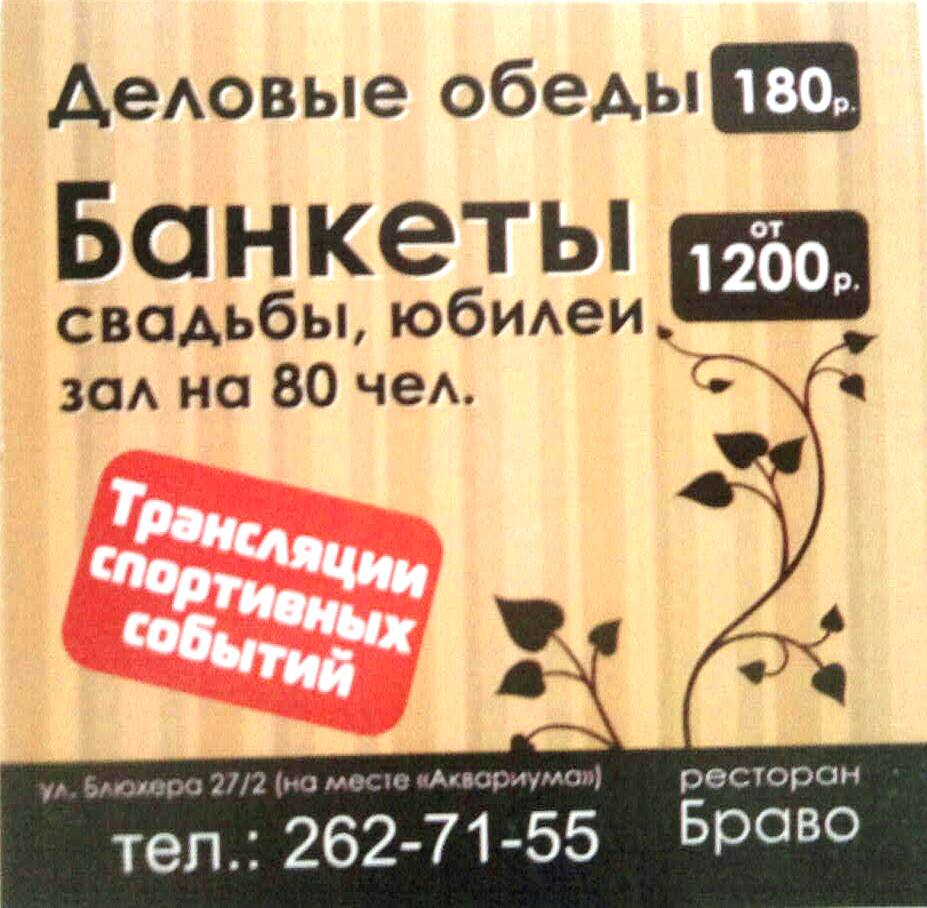 Деловые обеды 180р.
Банкеты от 1200р.
свадьбы, юбилеи
зал на 80 чел.
Трансляции
спортивных
событий
ул. Блюхера 27/2 (на месте «Аквариума»)
тел.: 262-71-55
ресторан
Браво